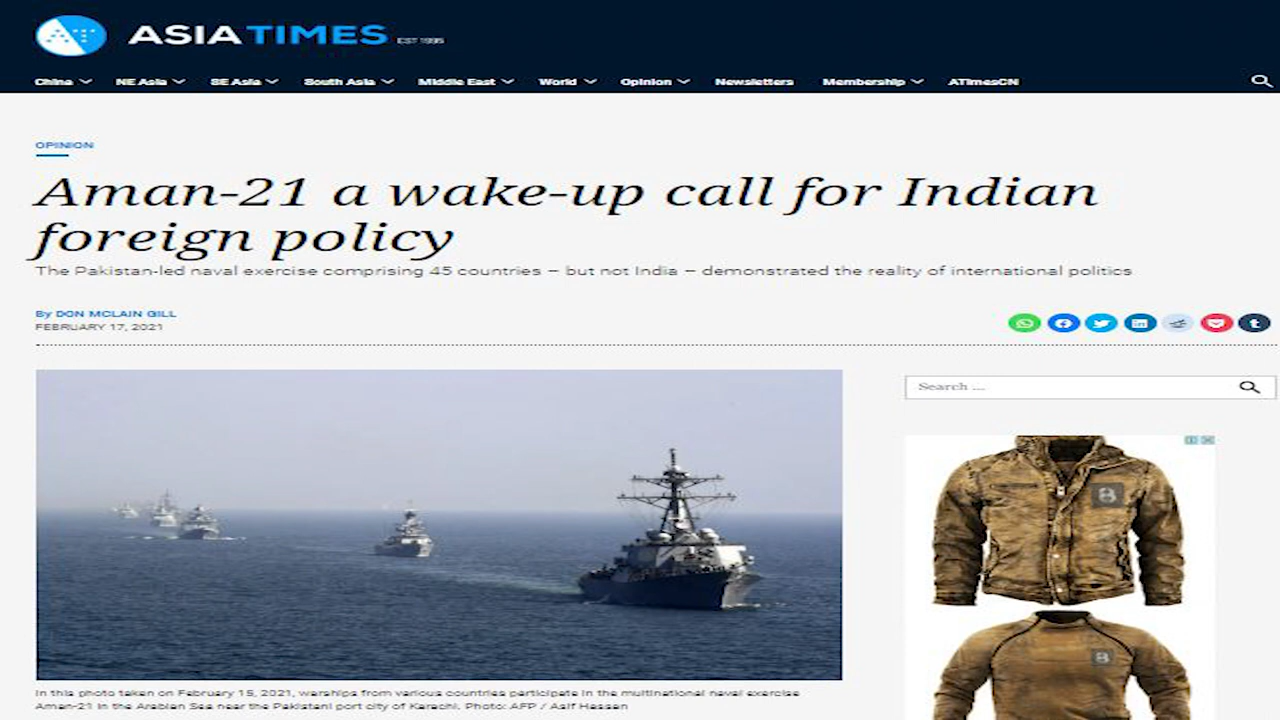 ASIA TIMES EST 1995
China NE Asia SE Asia South Asia Middle East World Opinion Newsletters Membership ATimesCN
OPINION
Aman-21 a wake-up call for Indian
foreign policy
The Pakistan-led naval exercise comprising 45 countries – but not India – demonstrated the reality of international politics
By DON MCLAIN GILL
FEBRUARY 17, 2021
Search ...
In this photo taken on February 15, 2021, warships from various countries participate in the multinational naval exercise
Aman-21 in the Arabian Sea near the Pakistani port city of Karachi. Photo: AFP / Asif Hassan